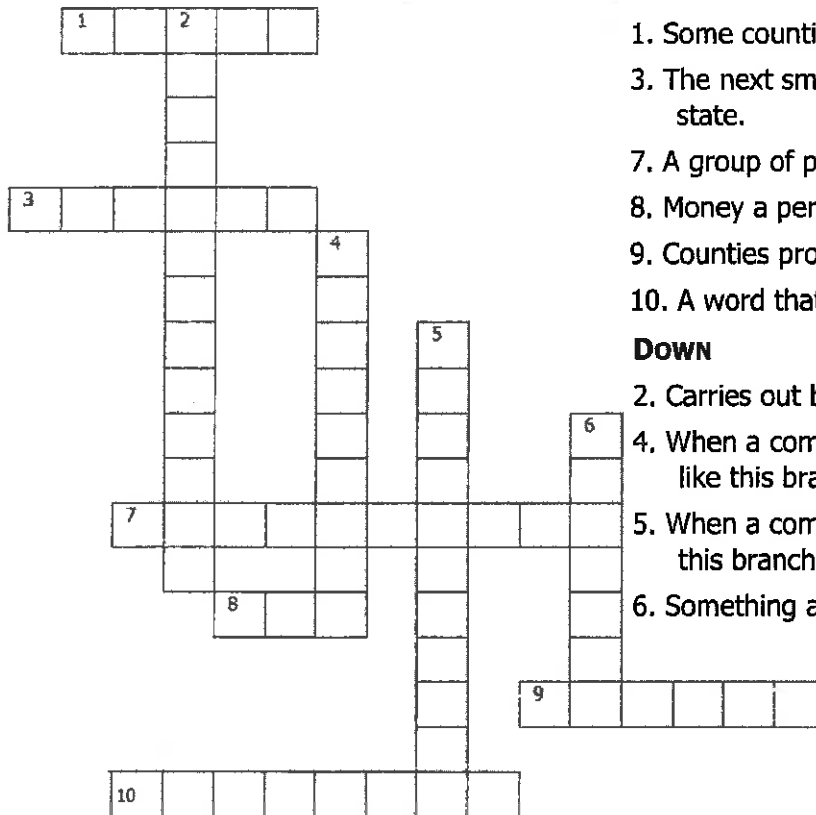 1 2
3
4
5
6
7
8
9
10
1. Some counti
3. The next sm
state.
7. A group of p
8. Money a per
9. Counties pro
10. A word that
DOWN
2. Carries out b
4. When a com
like this bra
5. When a com
this branch
6. Something a